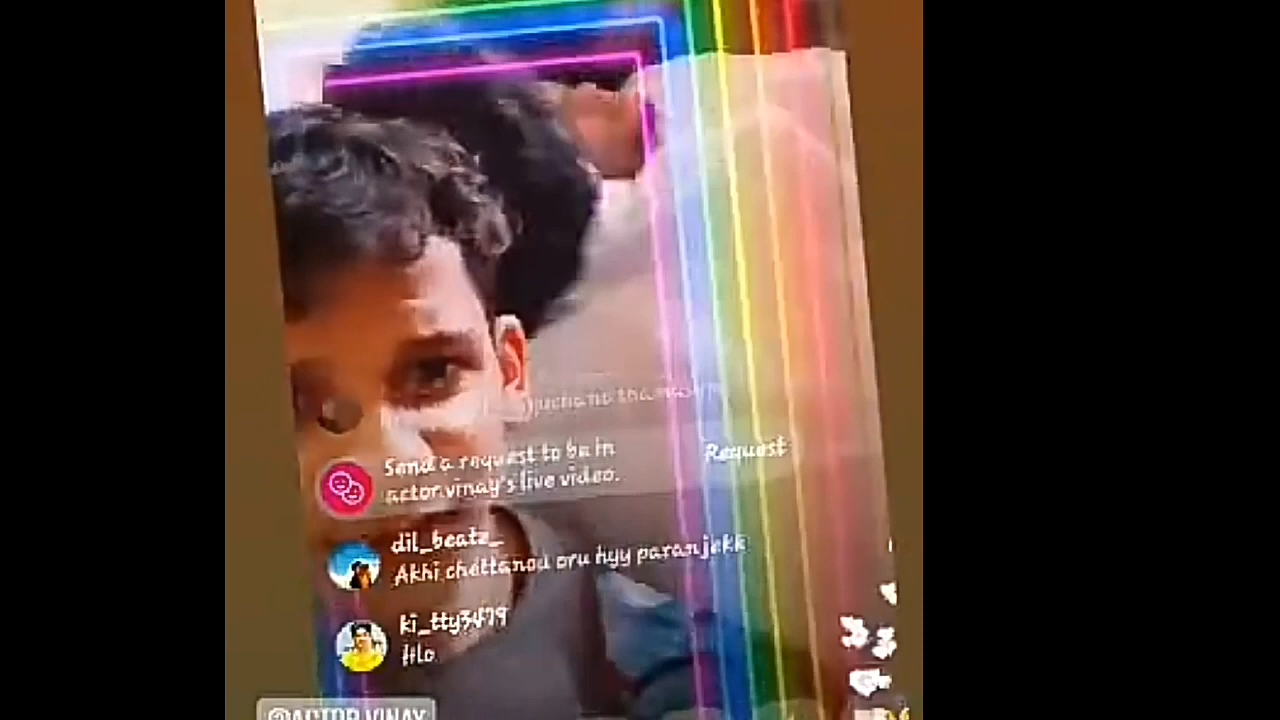 Send a request to be in
actor.vinay's live video.
Request
dil_beatz_
Akhi chettanod oru hyy paranjekk
ki_tty3479
Hlo
@ACTOR.VINAY